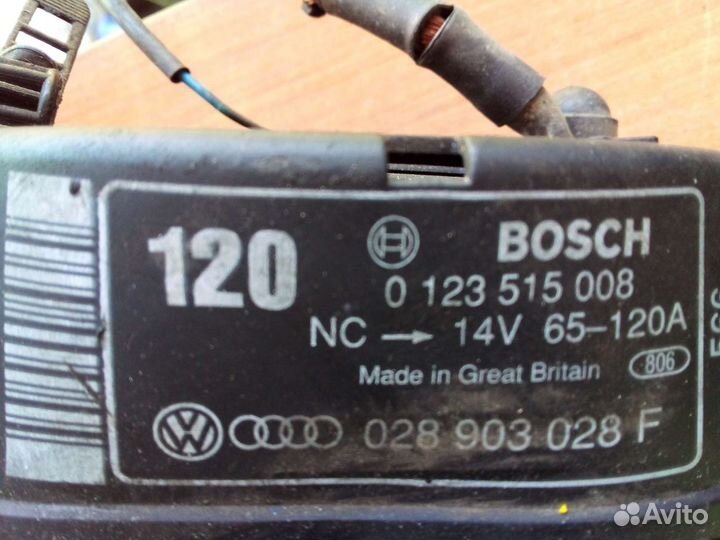 120
BOSCH
0 123 515 008
NC → 14V 65-120A
Made in Great Britain 806
028 903 028 F
Avito